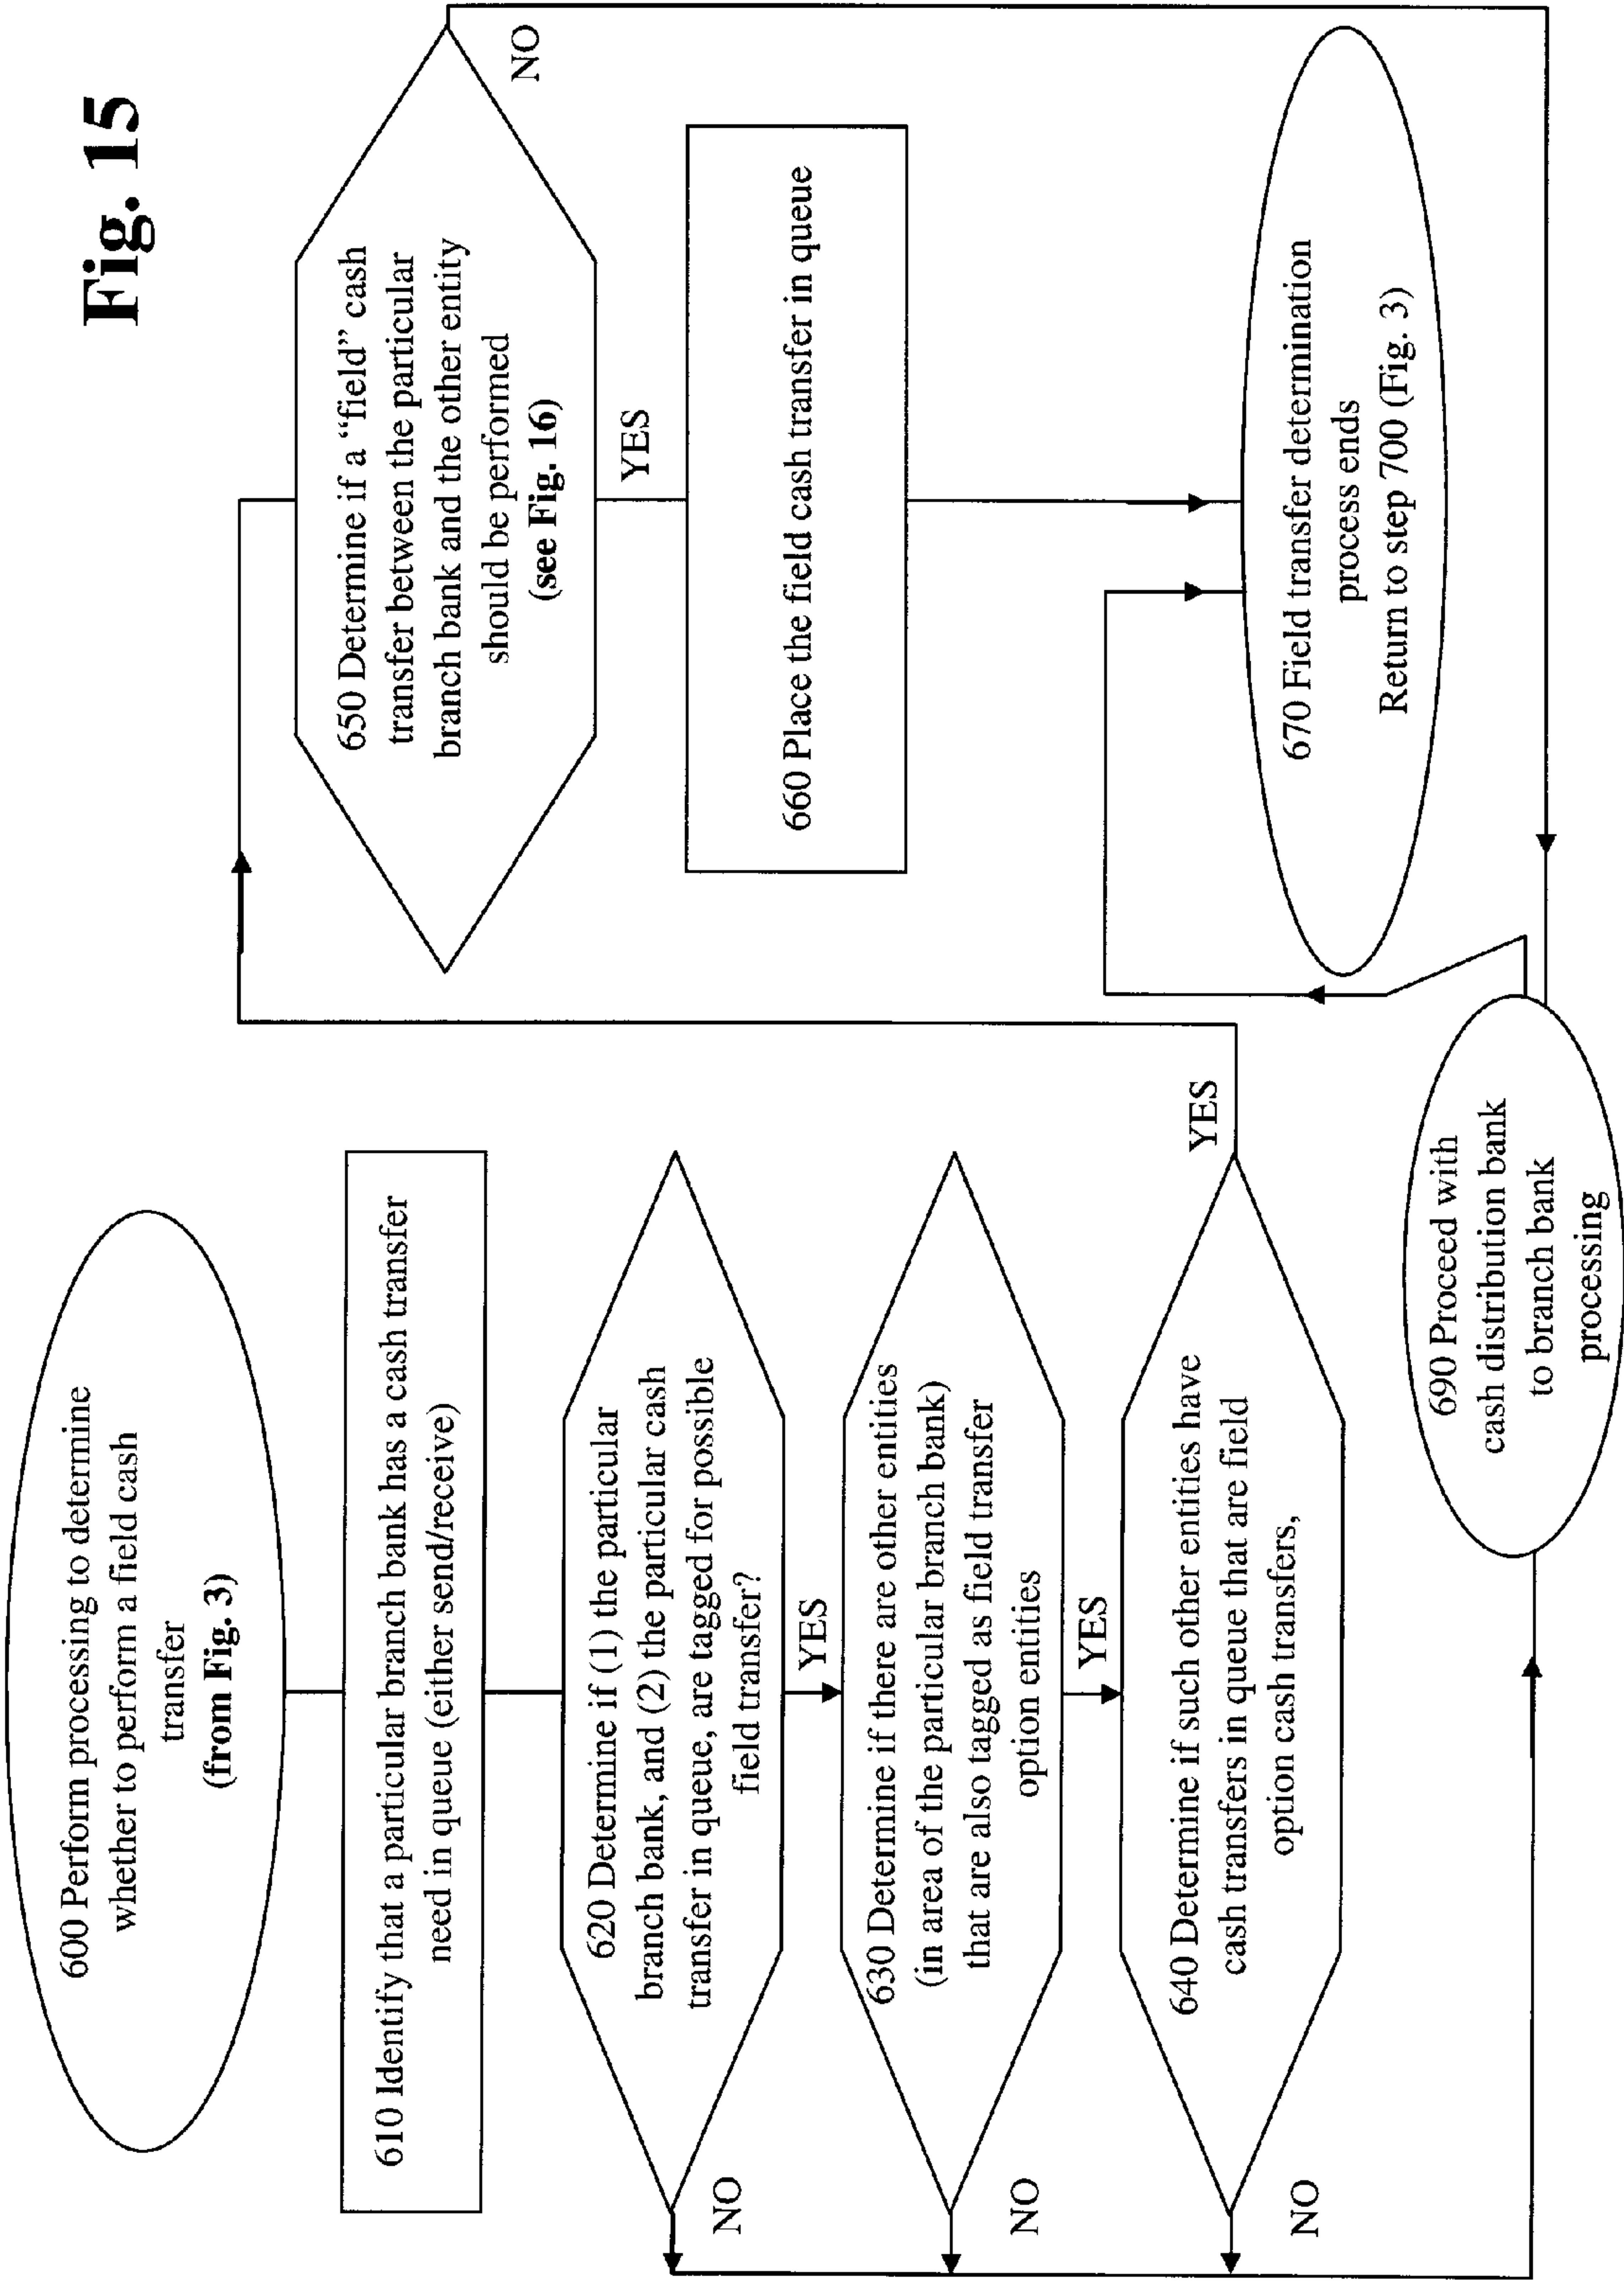 Fig. 15
600 Perform processing to determine
whether to perform a field cash
transfer
(from Fig. 3)
610 Identify that a particular branch bank has a cash transfer
need in queue (either send/receive)
620 Determine if (1) the particular
branch bank, and (2) the particular cash
transfer in queue, are tagged for possible
field transfer?
NO
YES
630 Determine if there are other entities
(in area of the particular branch bank)
that are also tagged as field transfer
option entities
NO
YES
640 Determine if such other entities have
cash transfers in queue that are field
option cash transfers,
NO
YES
650 Determine if a “field” cash
transfer between the particular
branch bank and the other entity
should be performed
(see Fig. 16)
NO
YES
660 Place the field cash transfer in queue
670 Field transfer determination
process ends
Return to step 700 (Fig. 3)
690 Proceed with
cash distribution bank
to branch bank
processing